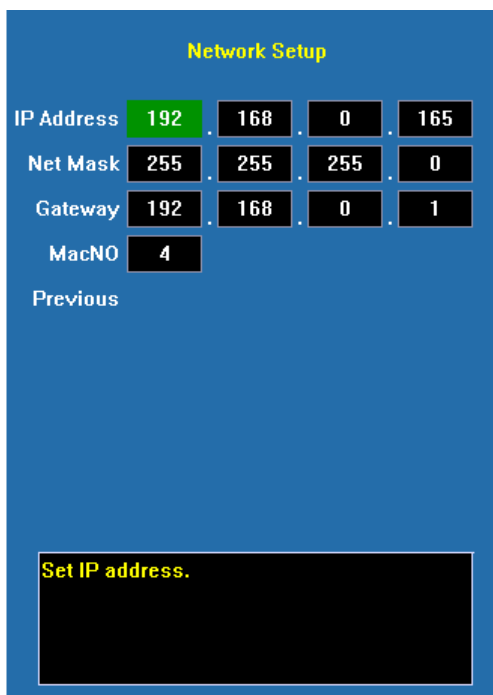 Network Setup
IP Address 192 . 168 . 0 . 165
Net Mask 255 . 255 . 255 . 0
Gateway 192 . 168 . 0 . 1
MacNO 4
Previous
Set IP address.